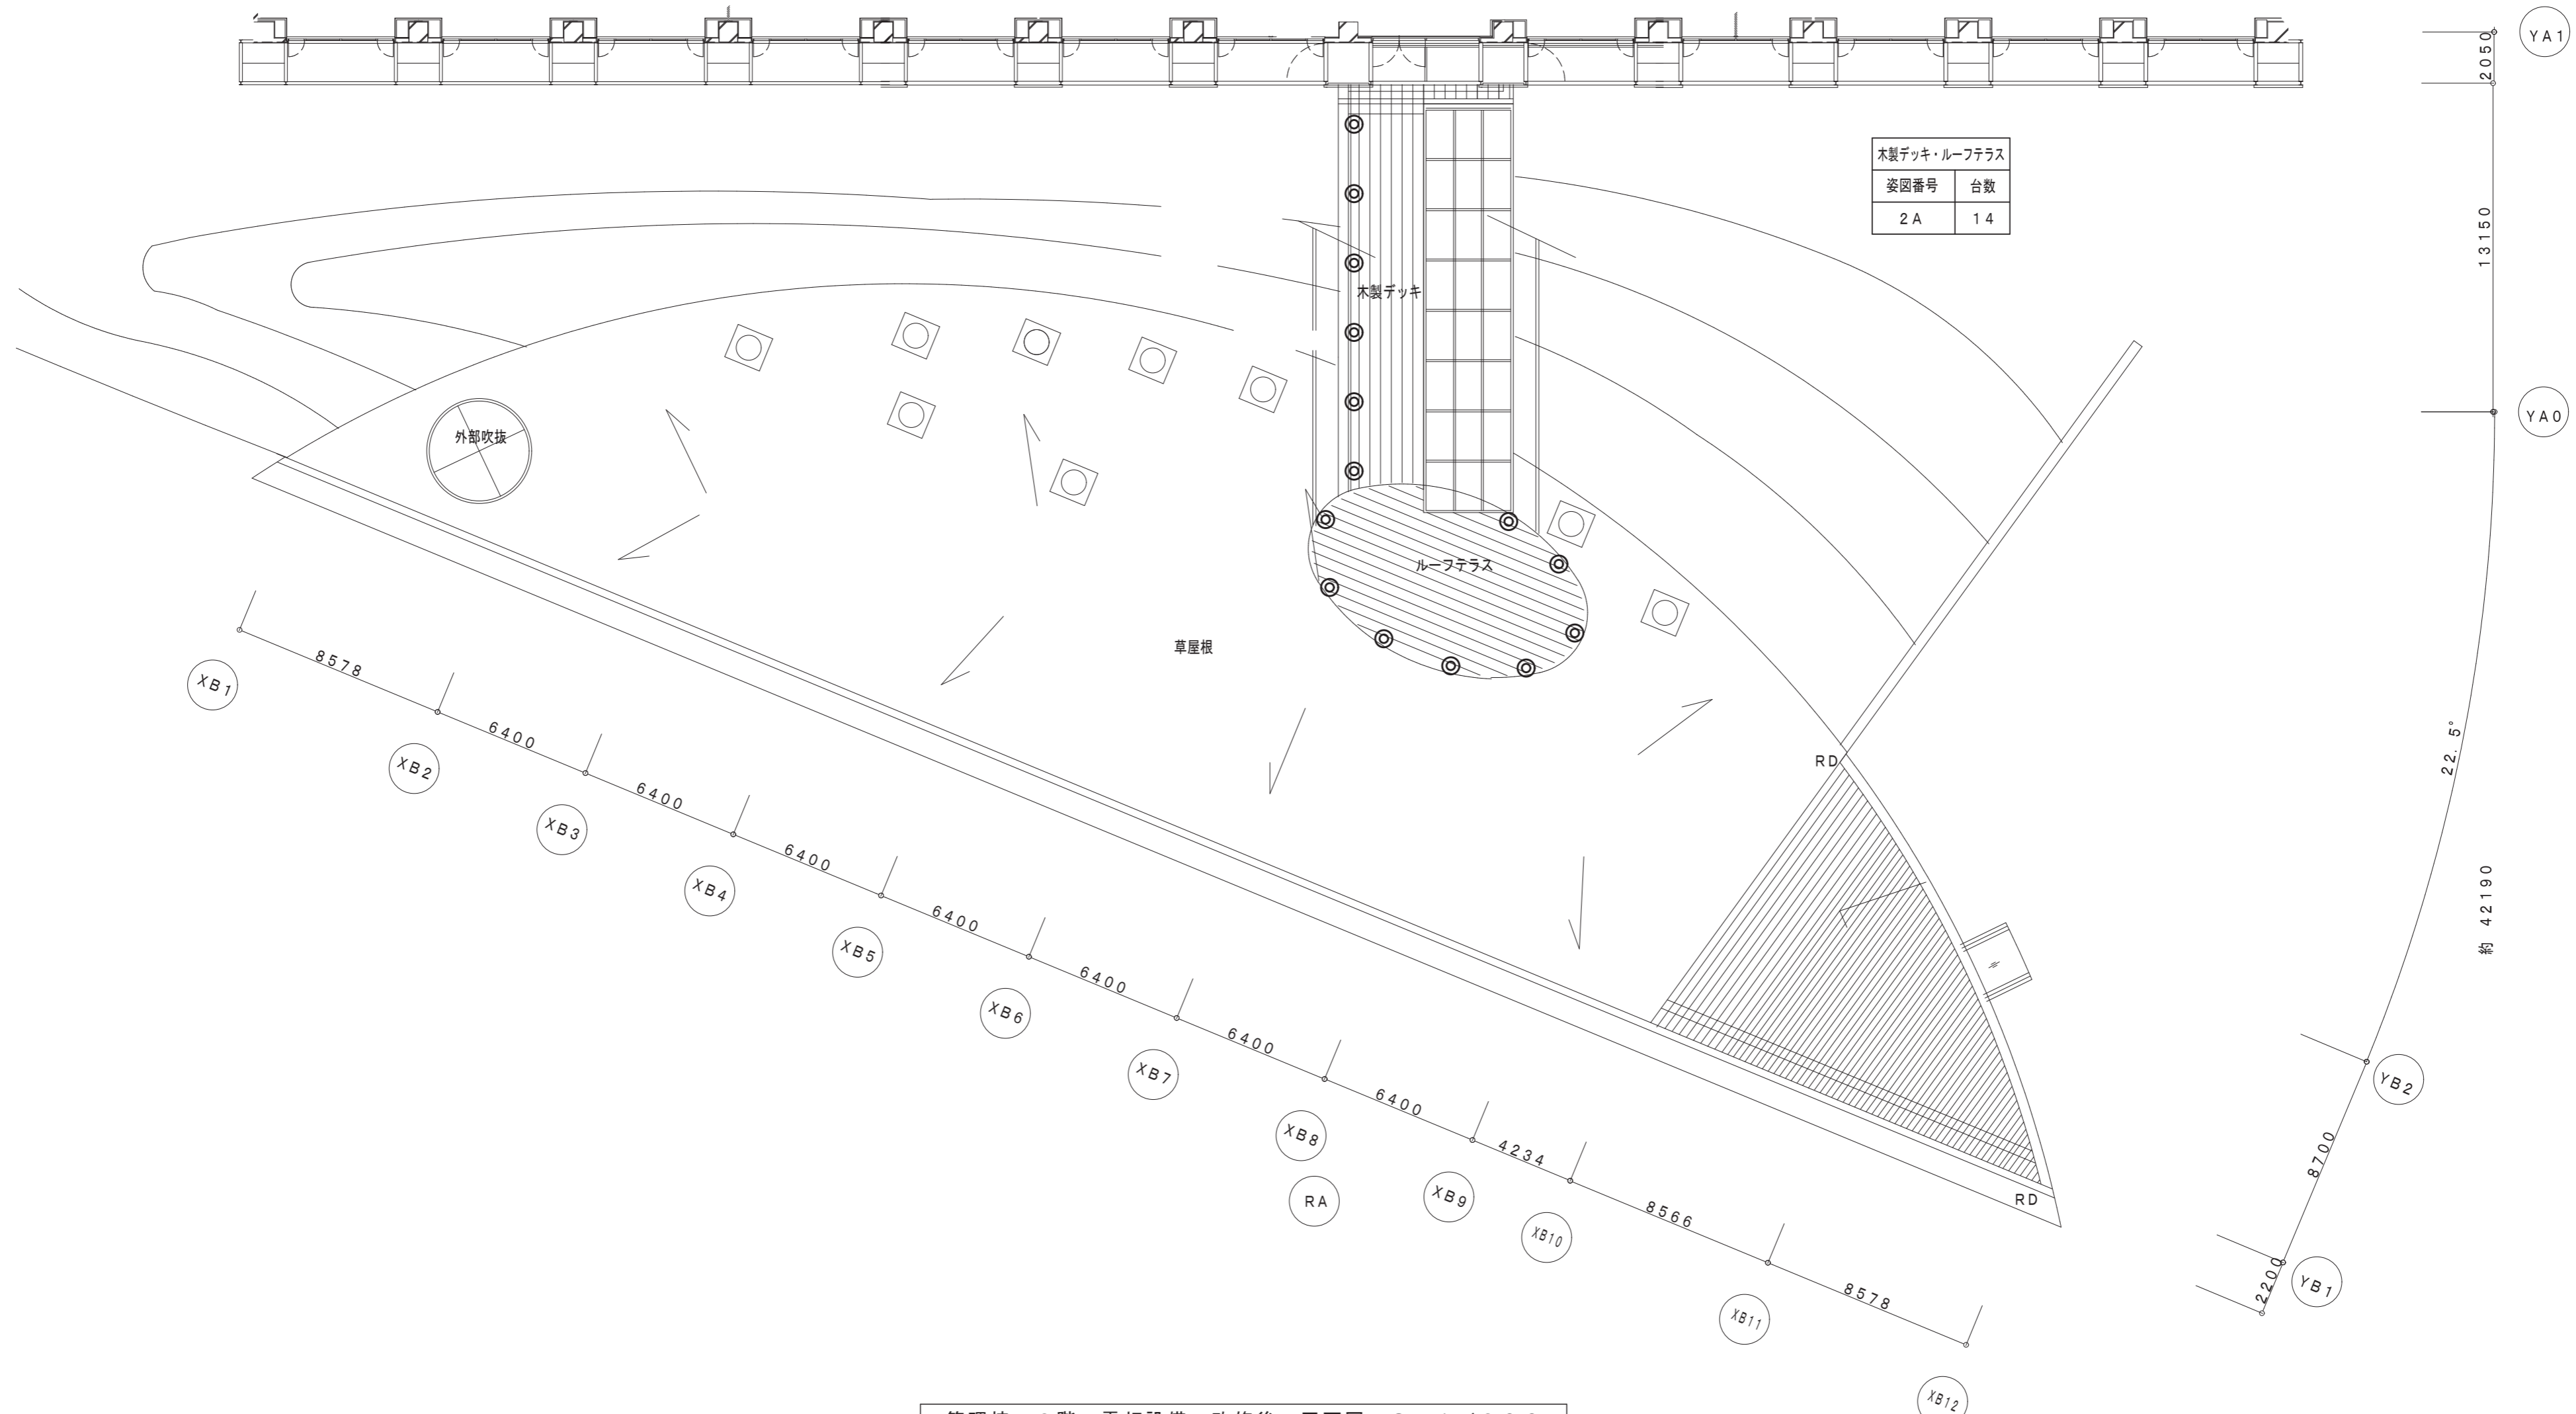 YA1
2050
木製デッキ・ルーフテラス
姿図番号 台数
2A 14
13150
木製デッキ
YA0
外部吹抜
ルーフテラス
草屋根
XB1
8578
XB2
6400
XB3
6400
XB4
6400
XB5
6400
XB6
6400
XB7
6400
XB8
RA
6400
XB9
4234
XB10
8566
XB11
8578
XB12
RD
RD
22.5°
約 42190
YB2
8700
YB1
2200